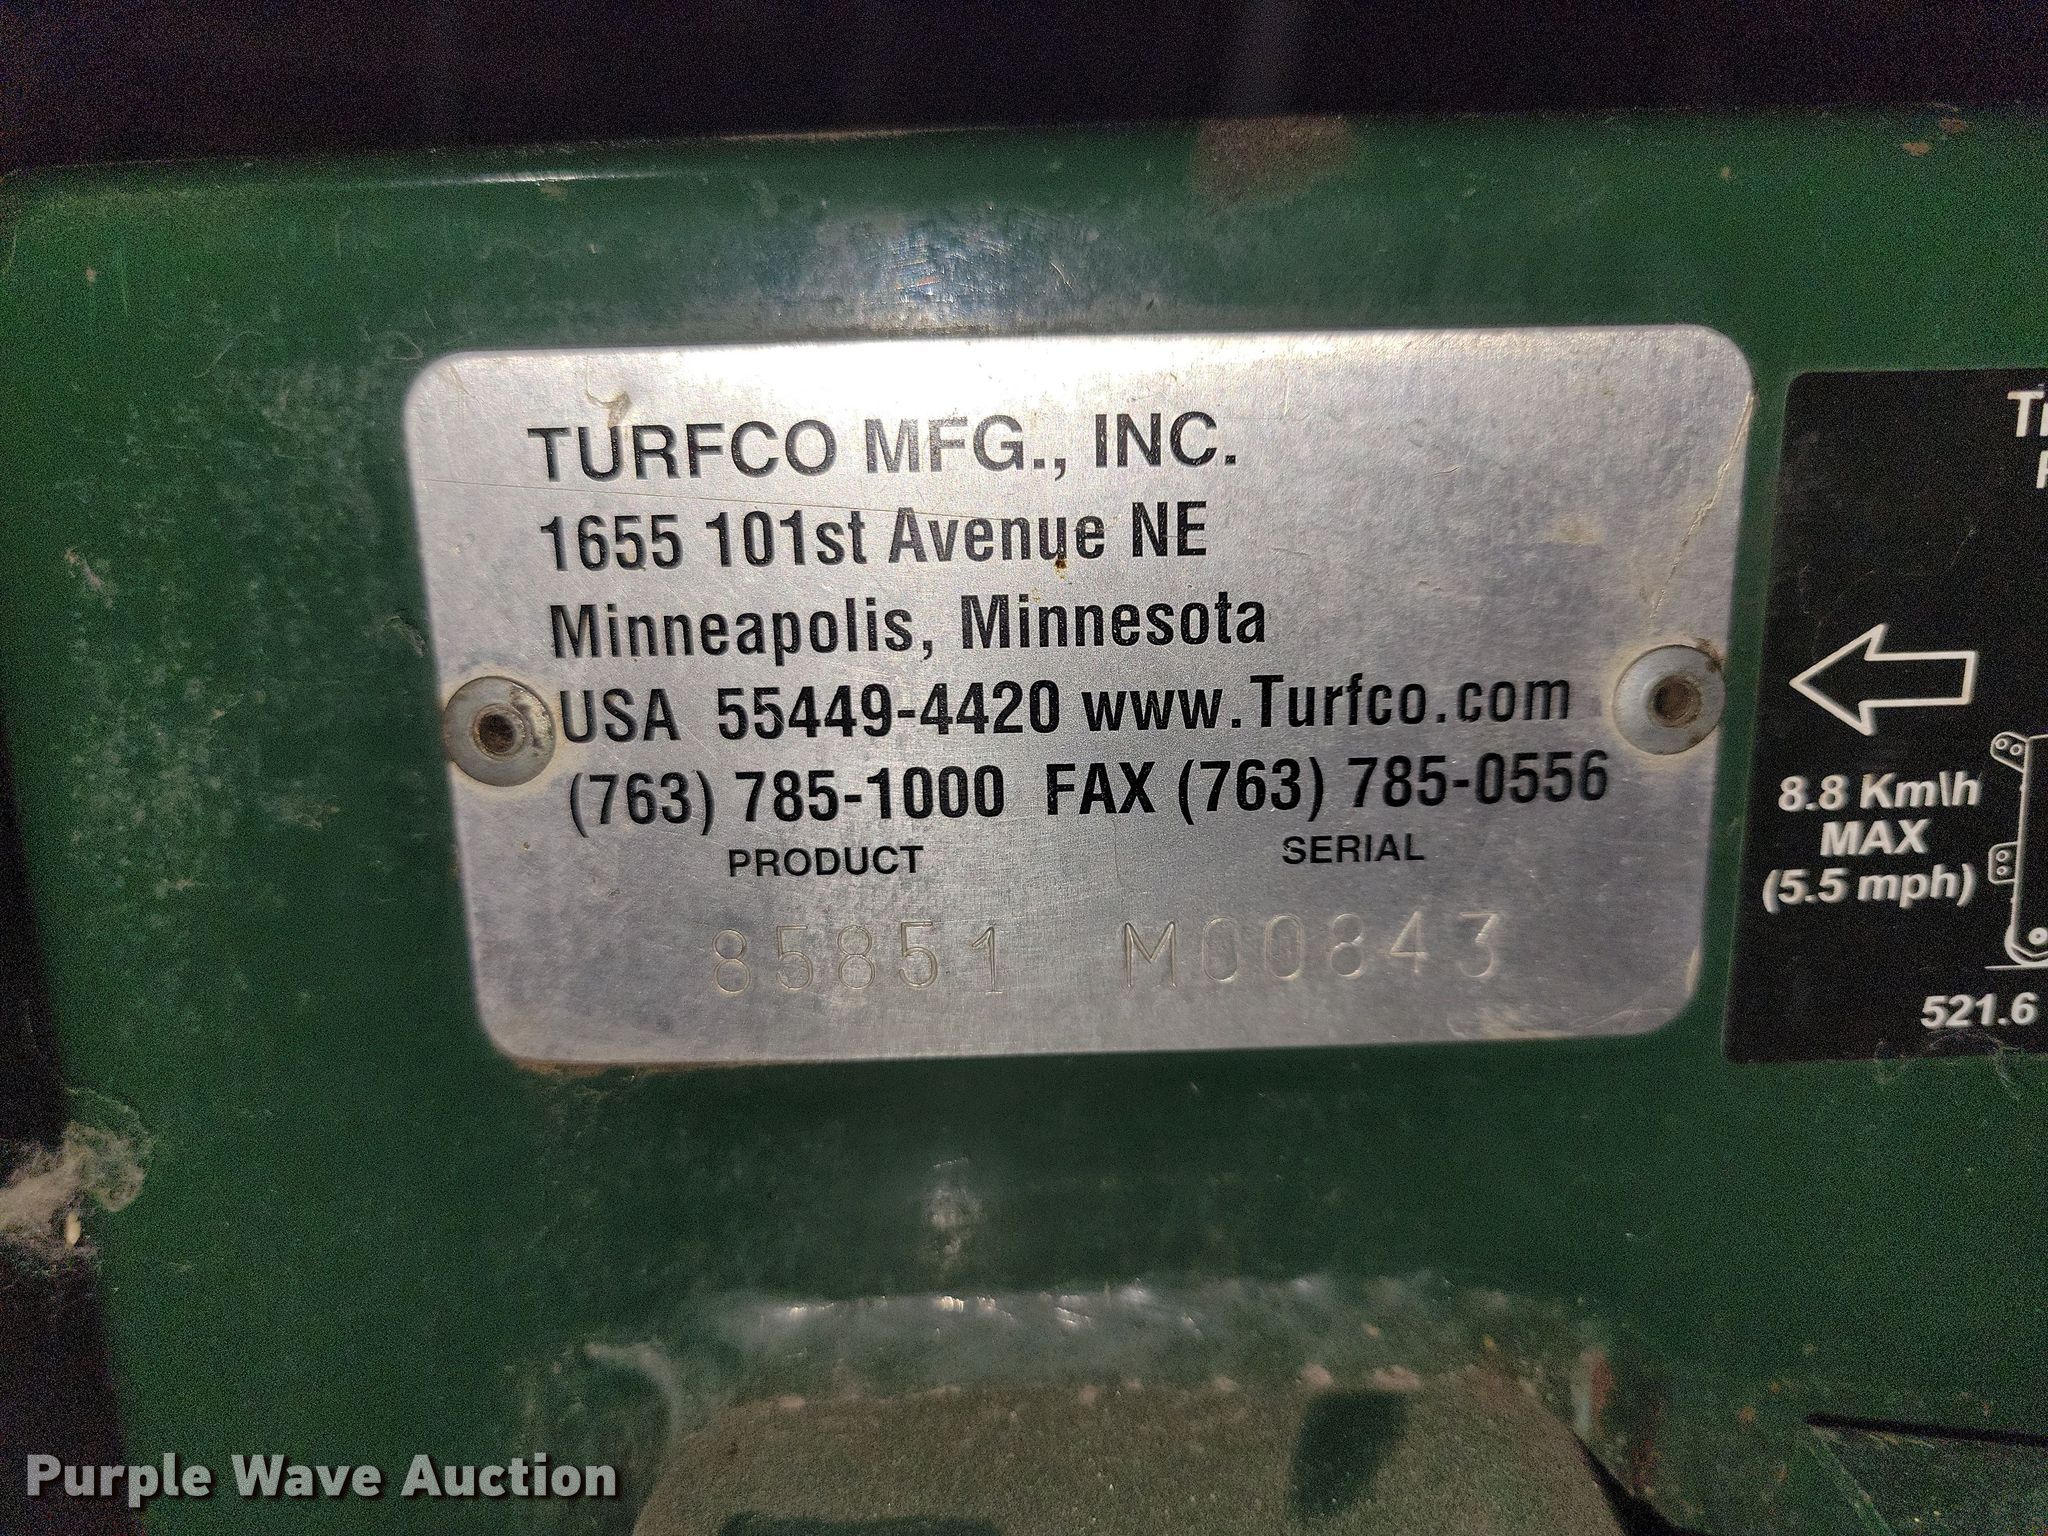 TURFCO MFG., INC.
1655 101st Avenue NE
Minneapolis, Minnesota
USA 55449-4420 www.Turfco.com
(763) 785-1000 FAX (763) 785-0556
PRODUCT SERIAL
85851 M00843
8.8 Km\h
MAX
(5.5 mph)
521.6
Purple Wave Auction